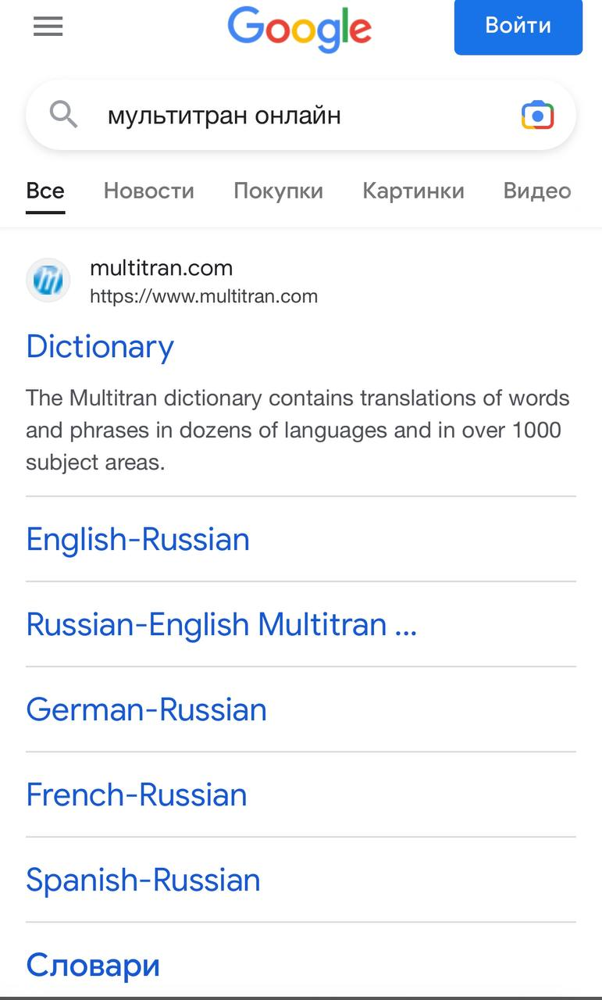 Google
Войти
мультитран онлайн
Все Новости Покупки Картинки Видео
multitran.com
https://www.multitran.com
Dictionary
The Multitran dictionary contains translations of words
and phrases in dozens of languages and in over 1000
subject areas.
English-Russian
Russian-English Multitran ...
German-Russian
French-Russian
Spanish-Russian
Словари